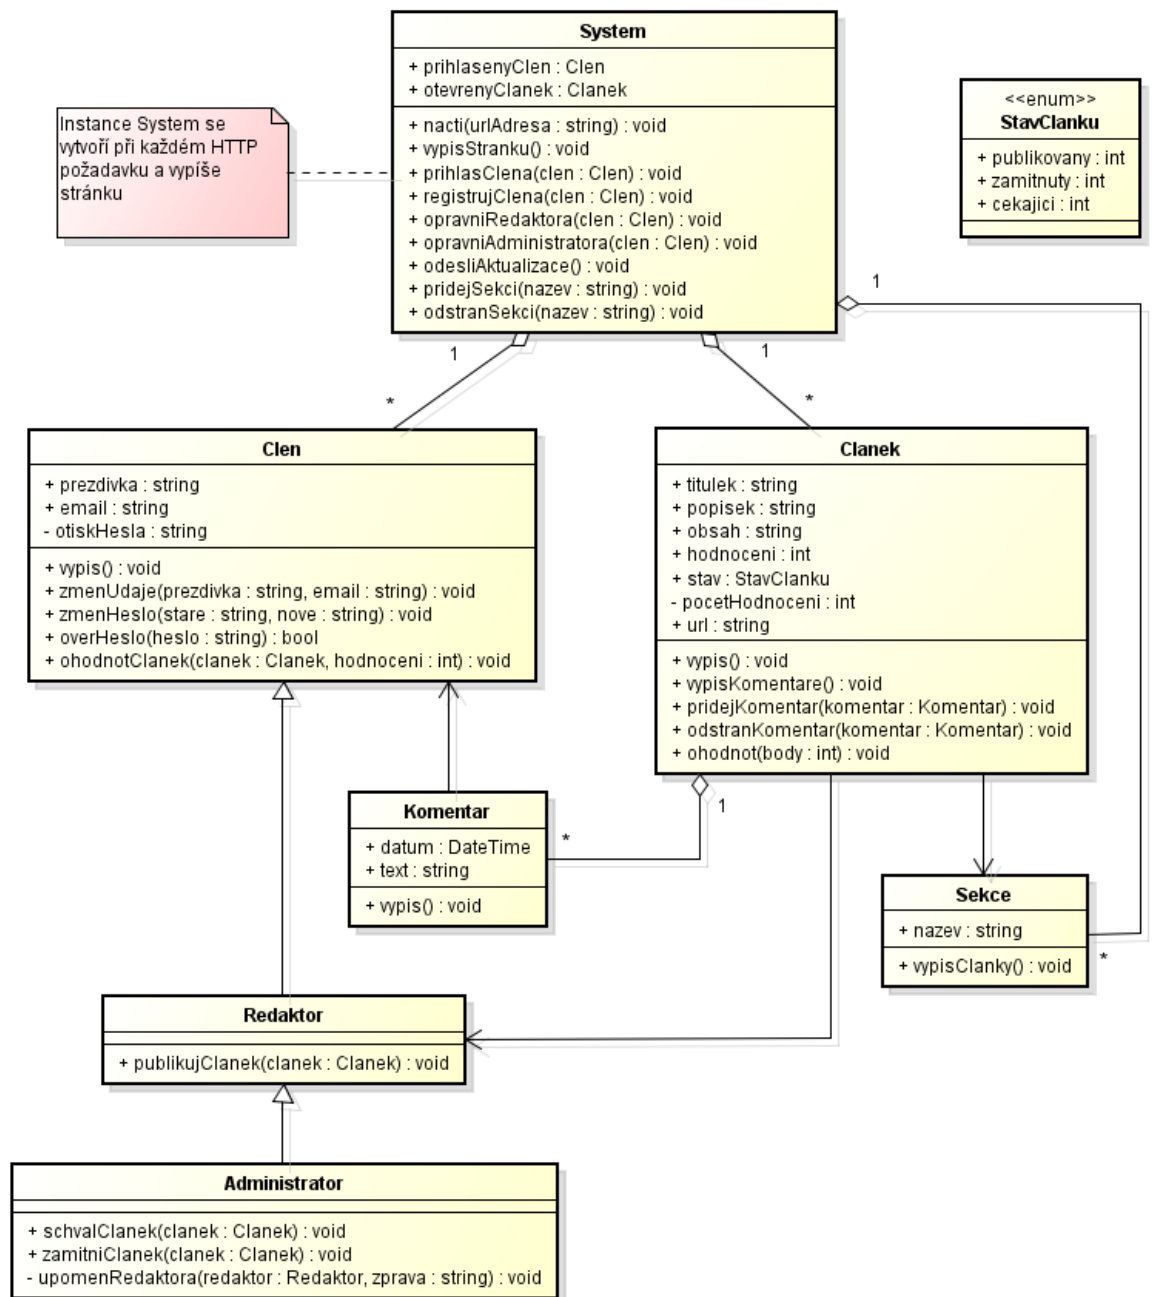 System
+ prihlasenyClen : Clen
+ otevrenyClanek : Clanek
+ nacti(urlAdresa : string) : void
+ vypisStranku() : void
+ prihlasClena(clen : Clen) : void
+ registrujClena(clen : Clen) : void
+ opravniRedaktora(clen : Clen) : void
+ opravniAdministratora(clen : Clen) : void
+ odesliAktualizace() : void
+ pridejSekci(nazev : string) : void
+ odstranSekci(nazev : string) : void
Instance System se
vytvoří při každém HTTP
požadavku a vypíše
stránku
<<enum>>
StavClanku
+ publikovany : int
+ zamitnuty : int
+ cekajici : int
1
1
1
*
*
Clen
+ prezdivka : string
+ email : string
- otiskHesla : string
+ vypis() : void
+ zmenUdaje(prezdivka : string, email : string) : void
+ zmenHeslo(stare : string, nove : string) : void
+ overHeslo(heslo : string) : bool
+ ohodnotClanek(clanek : Clanek, hodnoceni : int) : void
Clanek
+ titulek : string
+ popisek : string
+ obsah : string
+ hodnoceni : int
+ stav : StavClanku
- pocetHodnoceni : int
+ url : string
+ vypis() : void
+ vypisKomentare() : void
+ pridejKomentar(komentar : Komentar) : void
+ odstranKomentar(komentar : Komentar) : void
+ ohodnot(body : int) : void
1
*
Komentar
+ datum : DateTime
+ text : string
+ vypis() : void
Sekce
+ nazev : string
+ vypisClanky() : void
*
Redaktor
+ publikujClanek(clanek : Clanek) : void
Administrator
+ schvalClanek(clanek : Clanek) : void
+ zamitniClanek(clanek : Clanek) : void
- upomenRedaktora(redaktor : Redaktor, zprava : string) : void